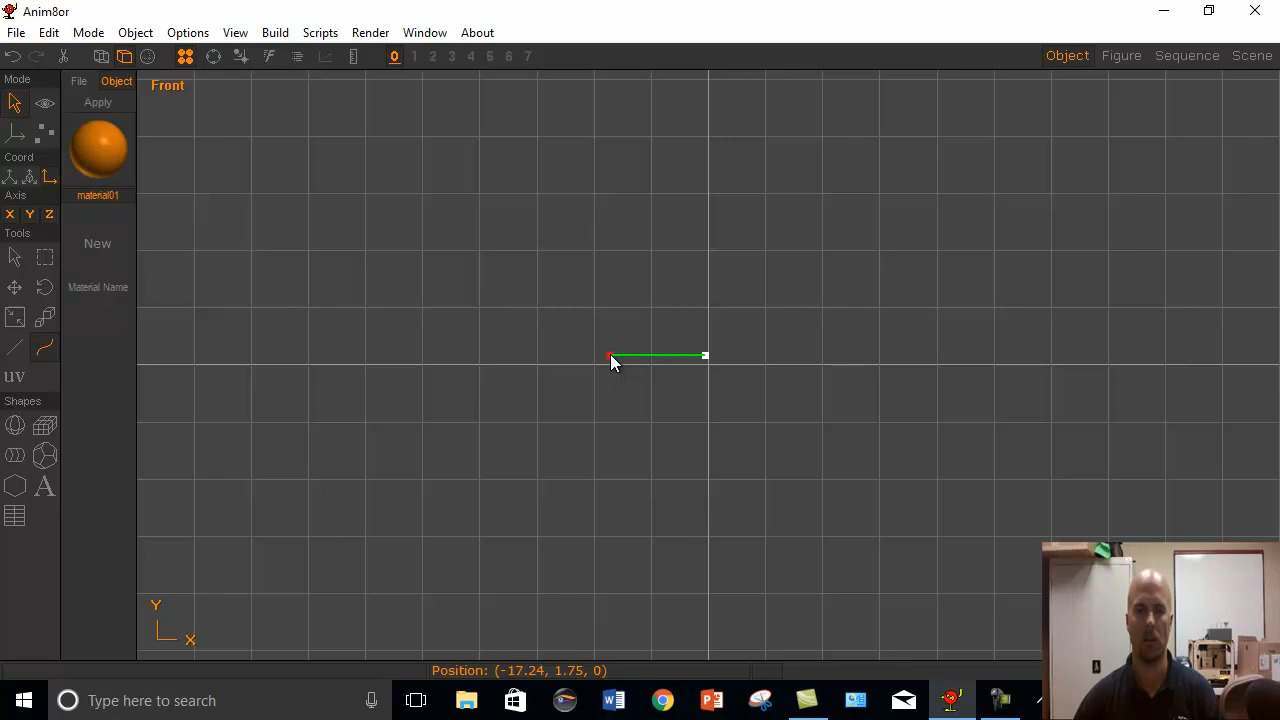 Anim8or
File Edit Mode Object Options View Build Scripts Render Window About
0 1 2 3 4 5 6 7 Object Figure Sequence Scene
Mode File Object
Front
Apply
Coord
Axis
material01
X Y Z
Tools
New
Material Name
uv
Shapes
A
Y
X
Position: (-17.24, 1.75, 0)
Type here to search